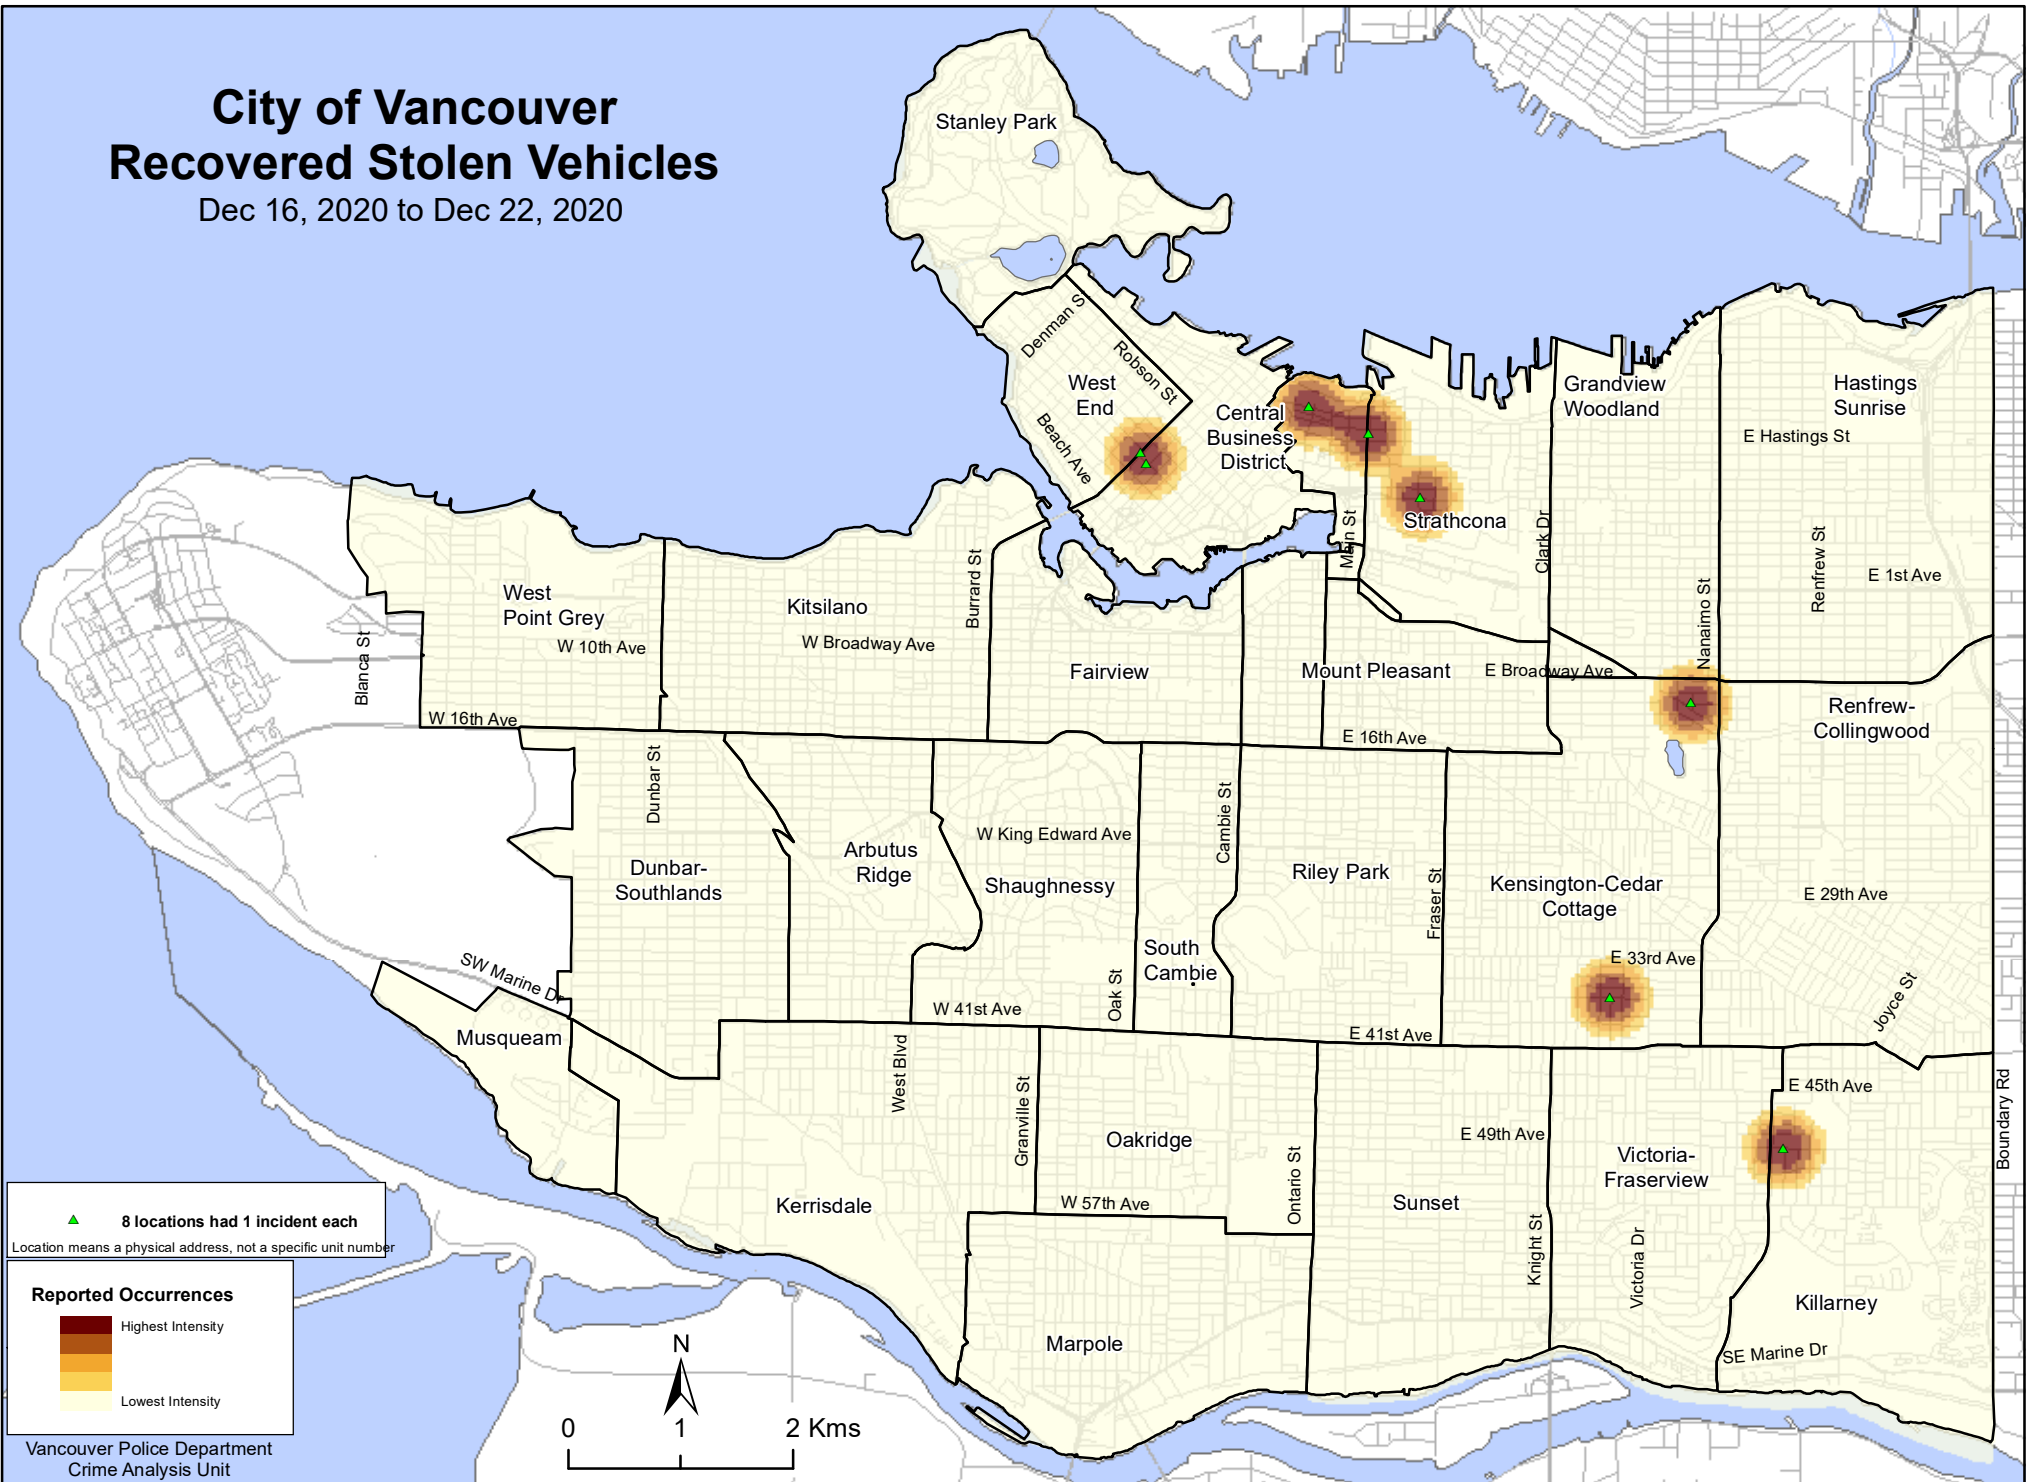 City of Vancouver
Recovered Stolen Vehicles
Dec 16, 2020 to Dec 22, 2020
Stanley Park
Denman S
Robson St
West
End
Beach Ave
Central
Business
District
Grandview
Woodland
Hastings
Sunrise
E Hastings St
Strathcona
Main St
Clark Dr
Renfrew St
E 1st Ave
Nanaimo St
West
Point Grey
W 10th Ave
Blanca St
Kitsilano
W Broadway Ave
Burrard St
Fairview
Mount Pleasant
E Broadway Ave
Renfrew-
Collingwood
W 16th Ave
E 16th Ave
Dunbar St
Dunbar-
Southlands
Arbutus
Ridge
W King Edward Ave
Shaughnessy
Cambie St
Riley Park
Fraser St
Kensington-Cedar
Cottage
E 29th Ave
South
Cambie
E 33rd Ave
SW Marine Dr
W 41st Ave
Oak St
E 41st Ave
Joyce St
Musqueam
West Blvd
Granville St
E 45th Ave
Boundary Rd
Oakridge
E 49th Ave
Victoria-
Fraserview
Ontario St
Kerrisdale
W 57th Ave
Sunset
Knight St
Victoria Dr
Killarney
SE Marine Dr
Marpole
8 locations had 1 incident each
Location means a physical address, not a specific unit number
Reported Occurrences
Highest Intensity
Lowest Intensity
Vancouver Police Department
Crime Analysis Unit
N
0 1 2 Kms